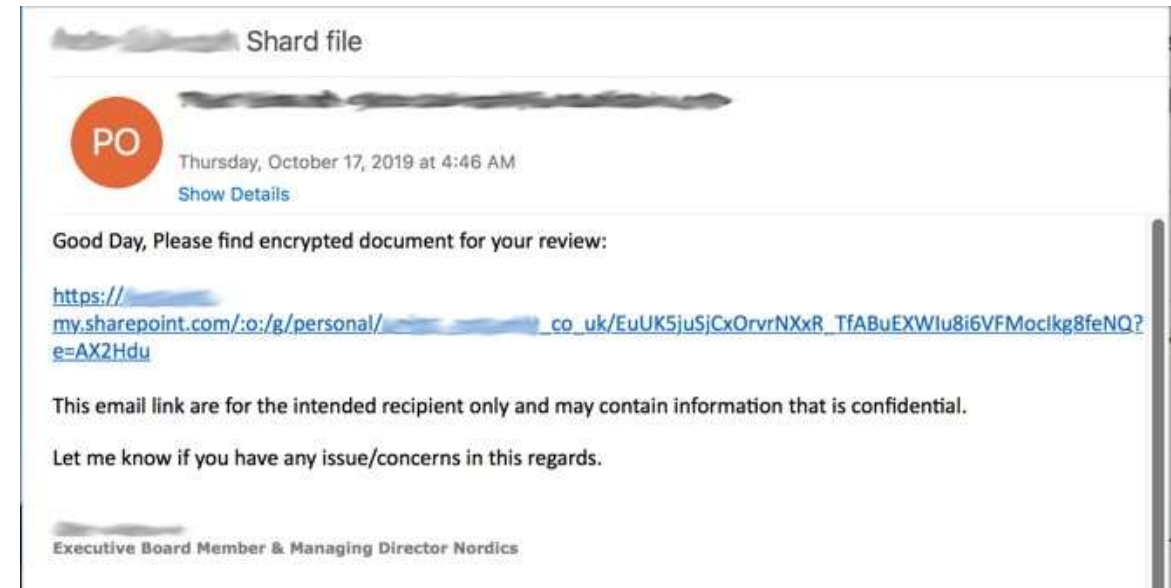 Shard file
PO
Thursday, October 17, 2019 at 4:46 AM
Show Details
Good Day, Please find encrypted document for your review:
https://
my.sharepoint.com/:o:/g/personal/ _co_uk/EuUK5juSjCxOrvrNXxR_TfABuEXWIu8i6VFMocIkg8feNQ?
e=AX2Hdu
This email link are for the intended recipient only and may contain information that is confidential.
Let me know if you have any issue/concerns in this regards.
Executive Board Member & Managing Director Nordics